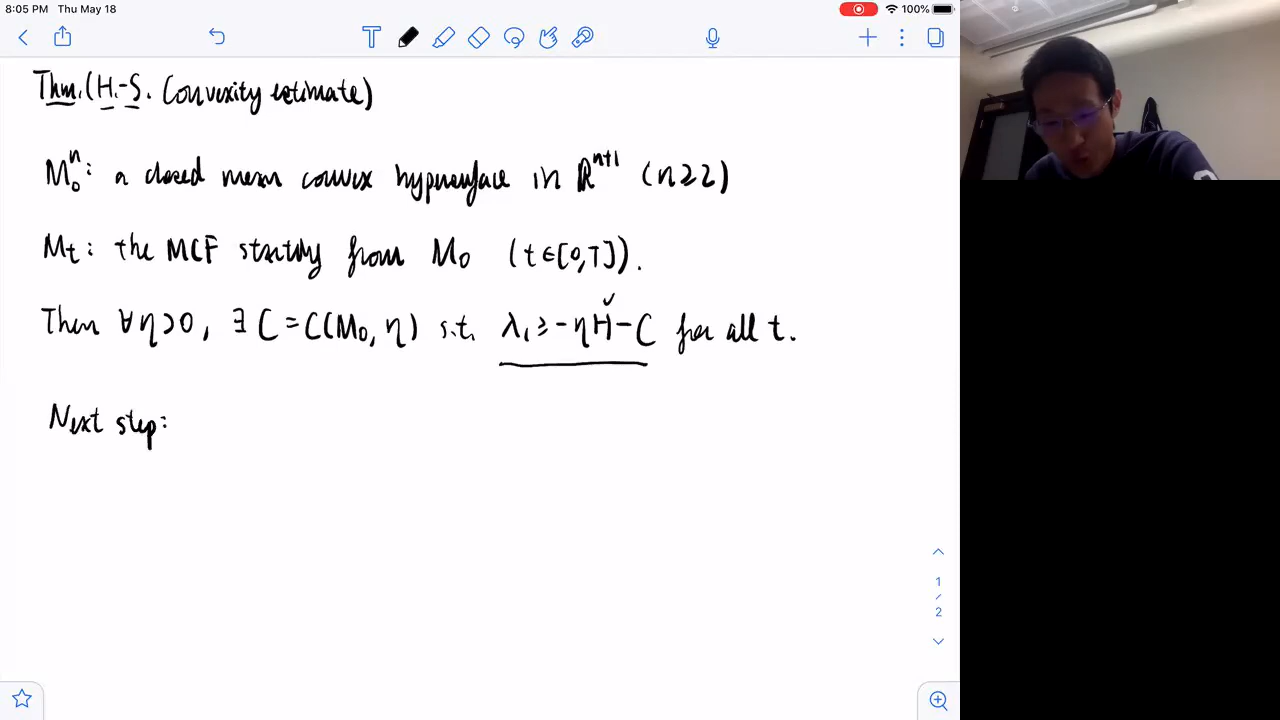 8:05 PM Thu May 18
100%
Thm. (H.-S. Convexity estimate)
M₀ⁿ: a closed mean convex hypersurface in ℝⁿ⁺¹ (n≥2)
Mt: the MCF starting from M₀ (t∈[0,T]).
Then ∀η>0, ∃ C=C(M₀, η) s.t. λ₁ ≥ -ηH-C for all t.
Next step:
1
/
2